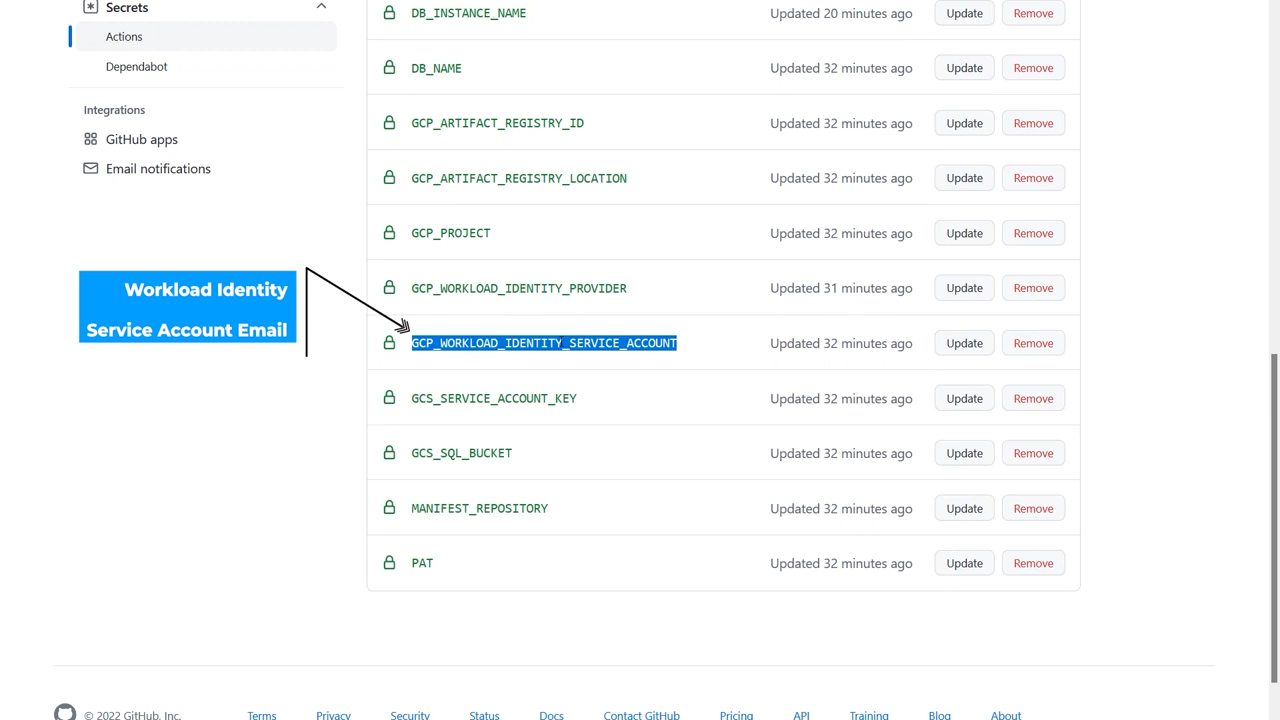 Secrets
Actions
Dependabot
Integrations
GitHub apps
Email notifications
Workload Identity
Service Account Email
DB_INSTANCE_NAME Updated 20 minutes ago Update Remove
DB_NAME Updated 32 minutes ago Update Remove
GCP_ARTIFACT_REGISTRY_ID Updated 32 minutes ago Update Remove
GCP_ARTIFACT_REGISTRY_LOCATION Updated 32 minutes ago Update Remove
GCP_PROJECT Updated 32 minutes ago Update Remove
GCP_WORKLOAD_IDENTITY_PROVIDER Updated 31 minutes ago Update Remove
GCP_WORKLOAD_IDENTITY_SERVICE_ACCOUNT Updated 32 minutes ago Update Remove
GCS_SERVICE_ACCOUNT_KEY Updated 32 minutes ago Update Remove
GCS_SQL_BUCKET Updated 32 minutes ago Update Remove
MANIFEST_REPOSITORY Updated 32 minutes ago Update Remove
PAT Updated 32 minutes ago Update Remove
© 2022 GitHub, Inc. Terms Privacy Security Status Docs Contact GitHub Pricing API Training Blog About